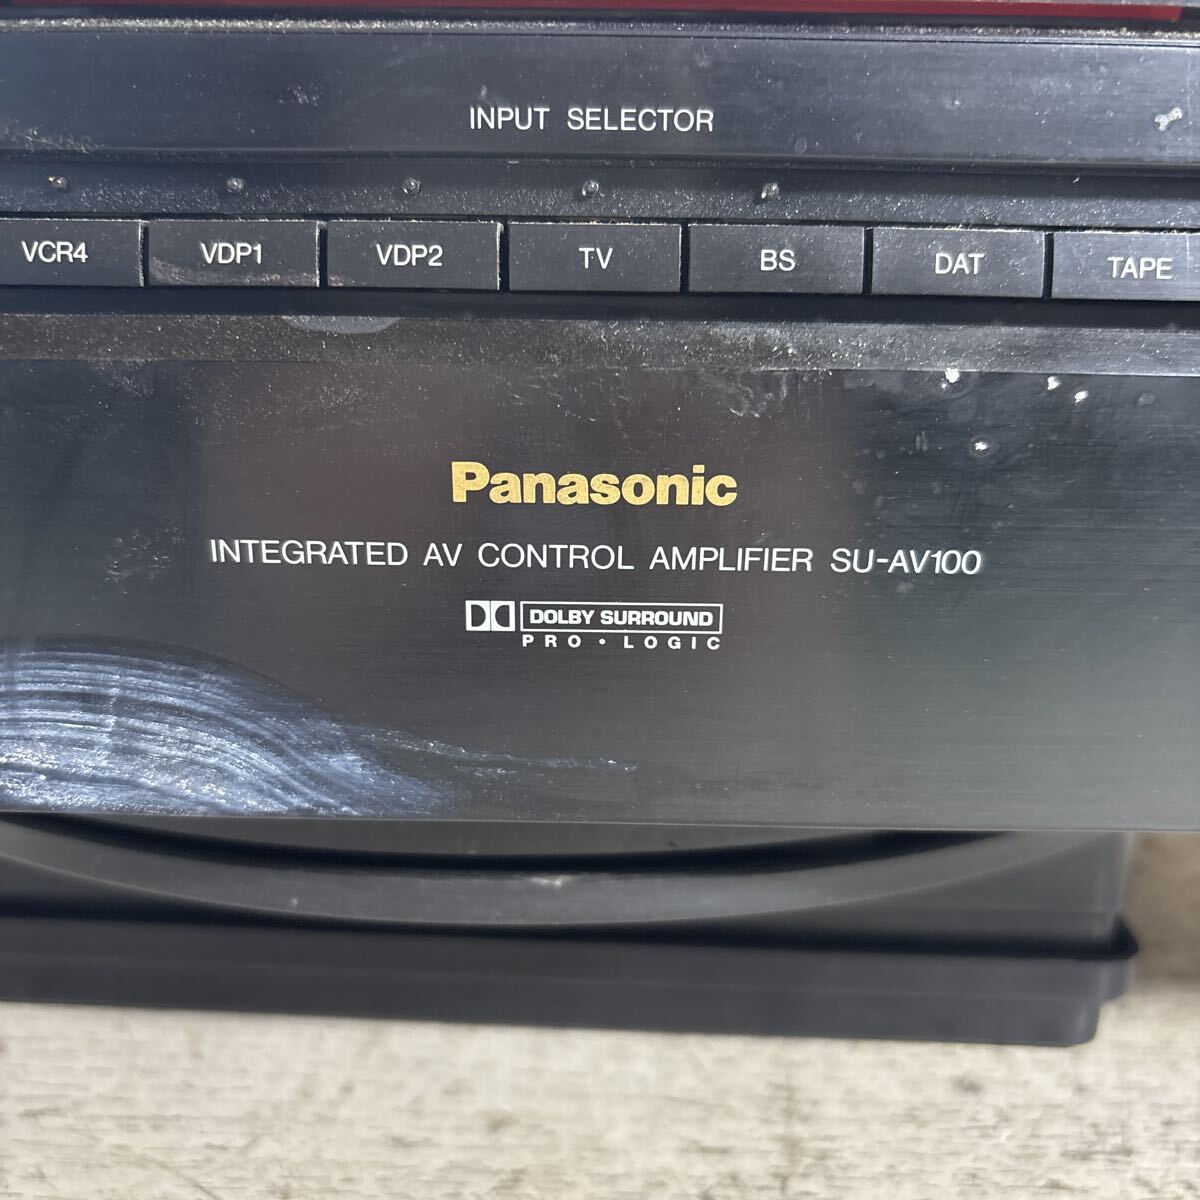 INPUT SELECTOR
VCR4 VDP1 VDP2 TV BS DAT TAPE
Panasonic
INTEGRATED AV CONTROL AMPLIFIER SU-AV100
DOLBY SURROUND
PRO • LOGIC